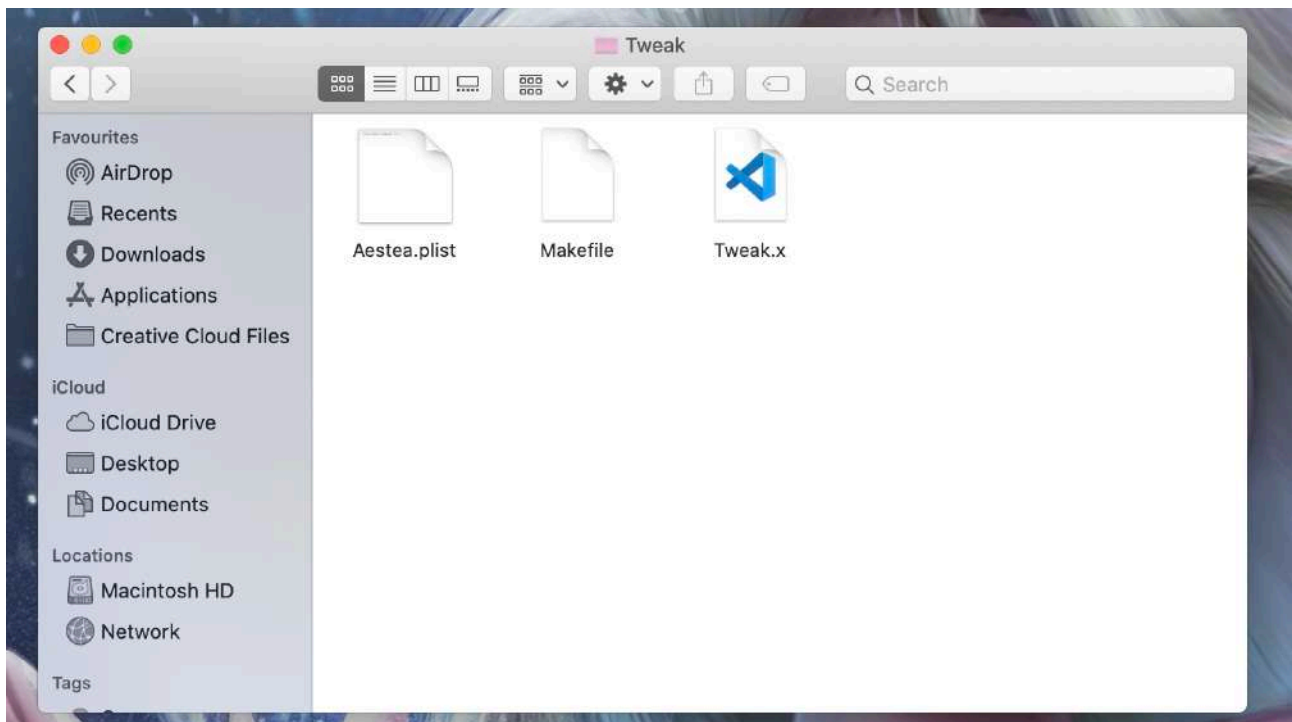 Tweak
Search
Favourites
AirDrop
Recents
Downloads
Applications
Creative Cloud Files
iCloud
iCloud Drive
Desktop
Documents
Locations
Macintosh HD
Network
Tags
Aestea.plist
Makefile
Tweak.x